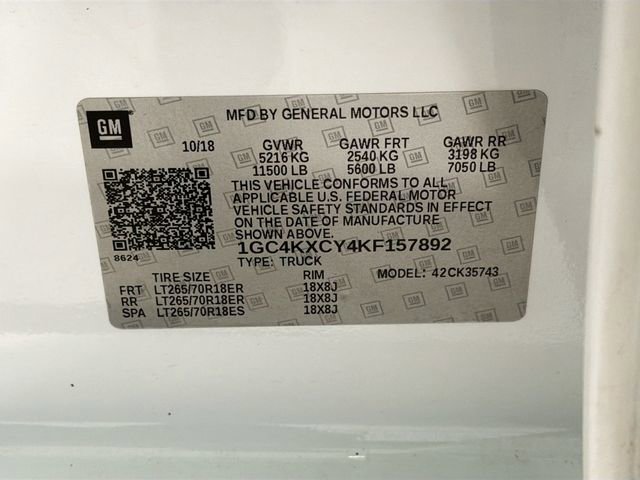 GM
MFD BY GENERAL MOTORS LLC
10/18 GVWR GAWR FRT GAWR RR
5216 KG 2540 KG 3198 KG
11500 LB 5600 LB 7050 LB
THIS VEHICLE CONFORMS TO ALL
APPLICABLE U.S. FEDERAL MOTOR
VEHICLE SAFETY STANDARDS IN EFFECT
ON THE DATE OF MANUFACTURE
SHOWN ABOVE.
8624
1GC4KXCY4KF157892
TYPE: TRUCK MODEL: 42CK35743
TIRE SIZE RIM
FRT LT265/70R18ER 18X8J
RR LT265/70R18ER 18X8J
SPA LT265/70R18ES 18X8J